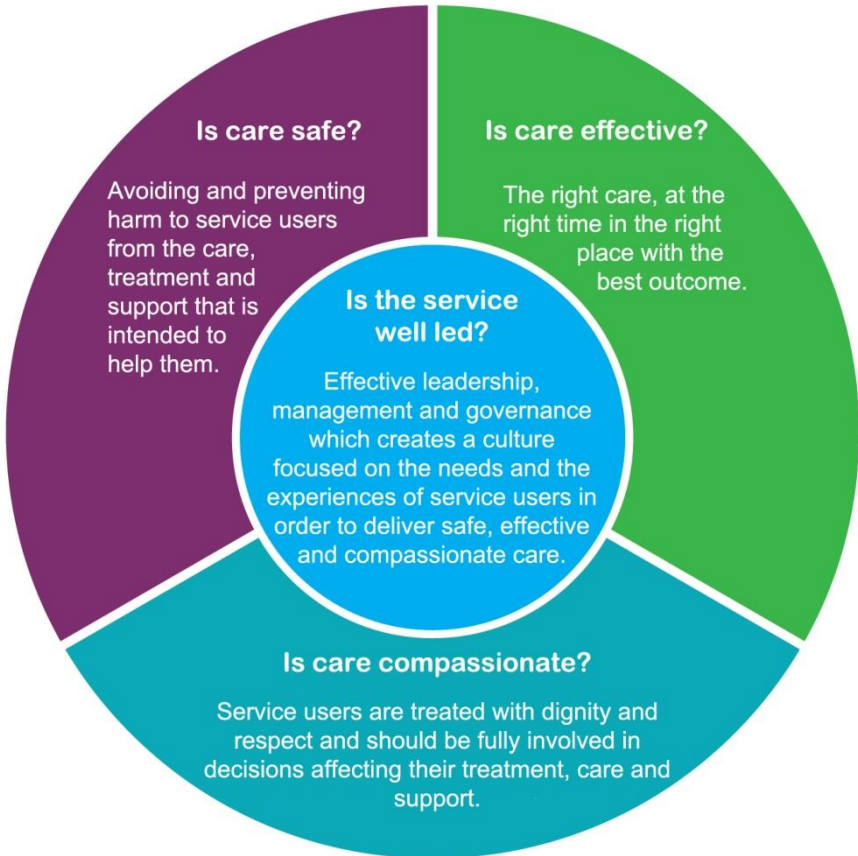 Is care safe?
Avoiding and preventing
harm to service users
from the care,
treatment and
support that is
intended to
help them.
Is care effective?
The right care, at the
right time in the right
place with the
best outcome.
Is the service
well led?
Effective leadership,
management and governance
which creates a culture
focused on the needs and the
experiences of service users in
order to deliver safe, effective
and compassionate care.
Is care compassionate?
Service users are treated with dignity and
respect and should be fully involved in
decisions affecting their treatment, care and
support.